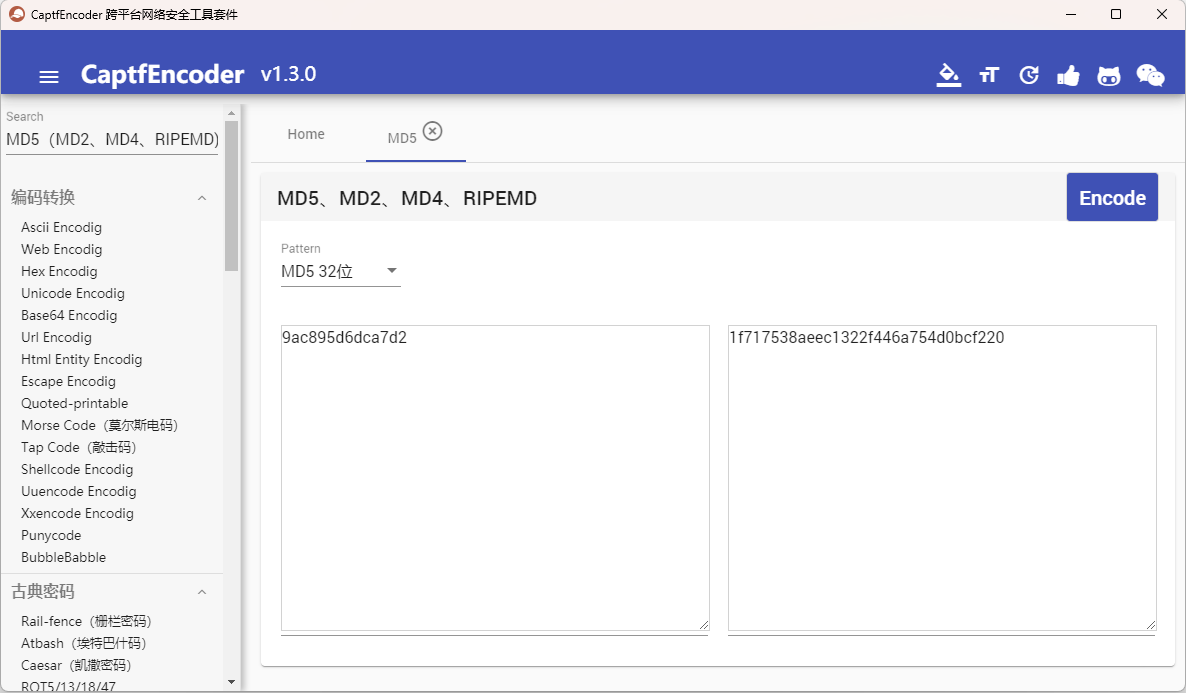 CaptfEncoder 跨平台网络安全工具套件
CaptfEncoder v1.3.0
Search
MD5（MD2、MD4、RIPEMD）
编码转换
Ascii Encodig
Web Encodig
Hex Encodig
Unicode Encodig
Base64 Encodig
Url Encodig
Html Entity Encodig
Escape Encodig
Quoted-printable
Morse Code（莫尔斯电码）
Tap Code（敲击码）
Shellcode Encodig
Uuencode Encodig
Xxencode Encodig
Punycode
BubbleBabble
古典密码
Rail-fence（栅栏密码）
Atbash（埃特巴什码）
Caesar（凯撒密码）
ROT5/13/18/47
Home
MD5
MD5、MD2、MD4、RIPEMD
Encode
Pattern
MD5 32位
9ac895d6dca7d2
1f717538aeec1322f446a754d0bcf220